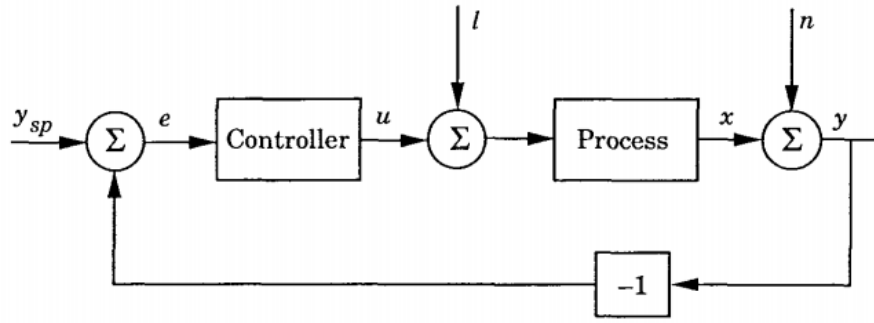 l
n
y_sp
Σ
e
Controller
u
Σ
Process
x
Σ
y
–1